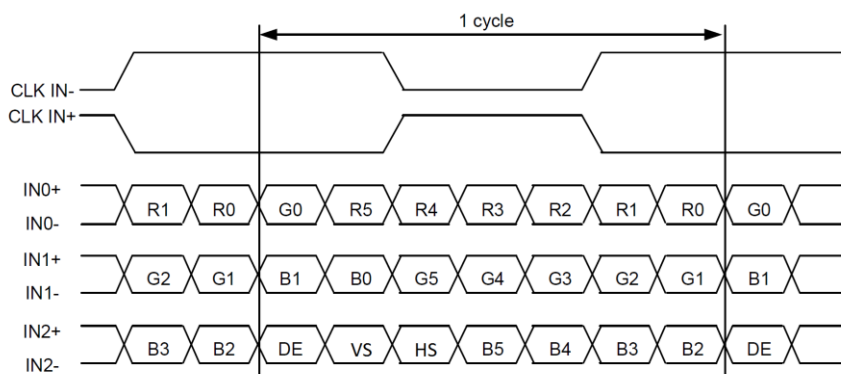 1 cycle
CLK IN-
CLK IN+
IN0+
R1 R0 G0 R5 R4 R3 R2 R1 R0 G0
IN0-
IN1+
G2 G1 B1 B0 G5 G4 G3 G2 G1 B1
IN1-
IN2+
B3 B2 DE VS HS B5 B4 B3 B2 DE
IN2-